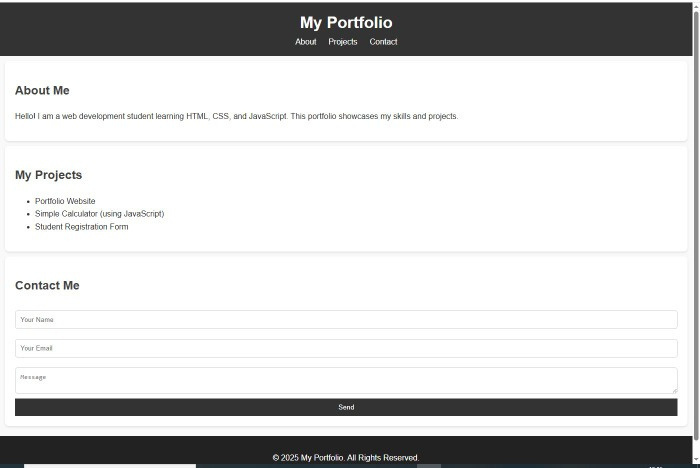 My Portfolio
About Projects Contact
About Me
Hello! I am a web development student learning HTML, CSS, and JavaScript. This portfolio showcases my skills and projects.
My Projects
Portfolio Website
Simple Calculator (using JavaScript)
Student Registration Form
Contact Me
Your Name
Your Email
Message
Send
© 2025 My Portfolio. All Rights Reserved.